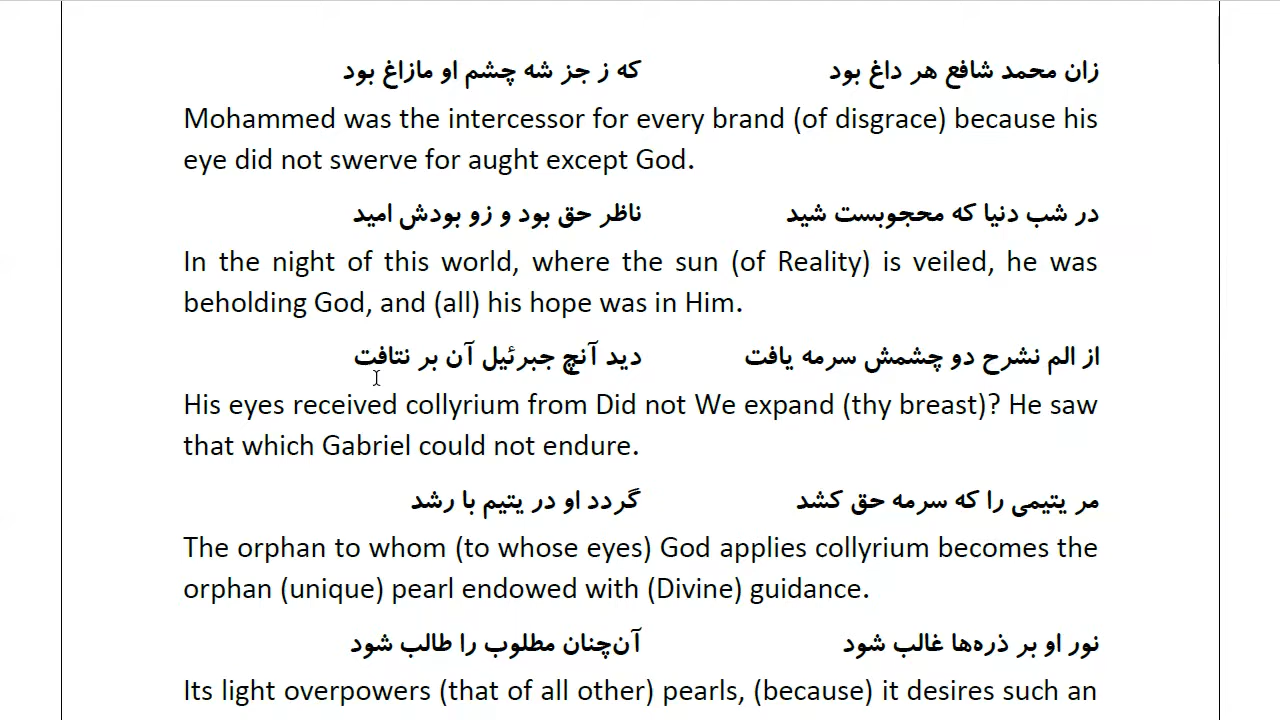 زان محمد شافع هر داغ بود که ز جز شه چشم او مازاغ بود
Mohammed was the intercessor for every brand (of disgrace) because his
eye did not swerve for aught except God.
در شب دنیا که محجوبست شید ناظر حق بود و زو بودش امید
In the night of this world, where the sun (of Reality) is veiled, he was
beholding God, and (all) his hope was in Him.
از الم نشرح دو چشمش سرمه یافت دید آنچ جبرئیل آن بر نتافت
His eyes received collyrium from Did not We expand (thy breast)? He saw
that which Gabriel could not endure.
مر یتیمی را که سرمه حق کشد گردد او در یتیم با رشد
The orphan to whom (to whose eyes) God applies collyrium becomes the
orphan (unique) pearl endowed with (Divine) guidance.
نور او بر ذره‌ها غالب شود آن‌چنان مطلوب را طالب شود
Its light overpowers (that of all other) pearls, (because) it desires such an